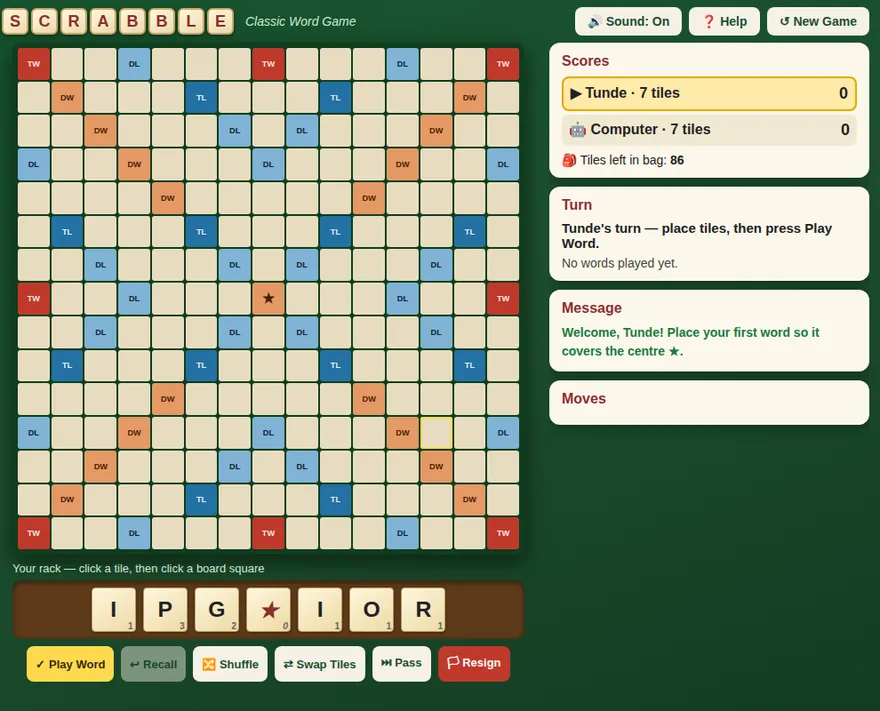 S C R A B B L E Classic Word Game 🔊 Sound: On ❓ Help ↺ New Game
TW DL TW DL TW
DW TL TL DW
DW DL DL DW
DL DW DL DW DL
DW DW
TL TL TL TL
DL DL DL DL
TW DL ★ DL TW
DL DL DL DL
TL TL TL TL
DW DW
DL DW DL DW DL
DW DL DL DW
DW TL TL DW
TW DL TW DL TW
Your rack — click a tile, then click a board square
I 1 P 3 G 2 ★ 0 I 1 O 1 R 1
✓ Play Word ↩ Recall 🔀 Shuffle ⇄ Swap Tiles ⏭ Pass 🏳 Resign
Scores
▶ Tunde · 7 tiles 0
🤖 Computer · 7 tiles 0
🎒 Tiles left in bag: 86
Turn
Tunde's turn — place tiles, then press Play
Word.
No words played yet.
Message
Welcome, Tunde! Place your first word so it
covers the centre ★.
Moves